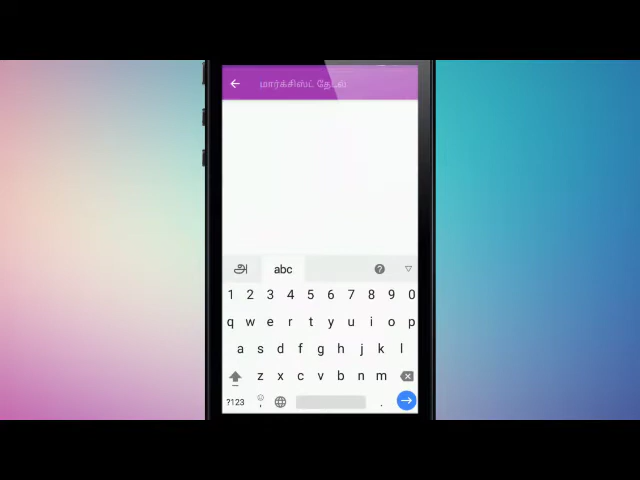 மார்க்சிஸ்ட் தேடல்
அ abc
1 2 3 4 5 6 7 8 9 0
q w e r t y u i o p
a s d f g h j k l
z x c v b n m
?123 , .